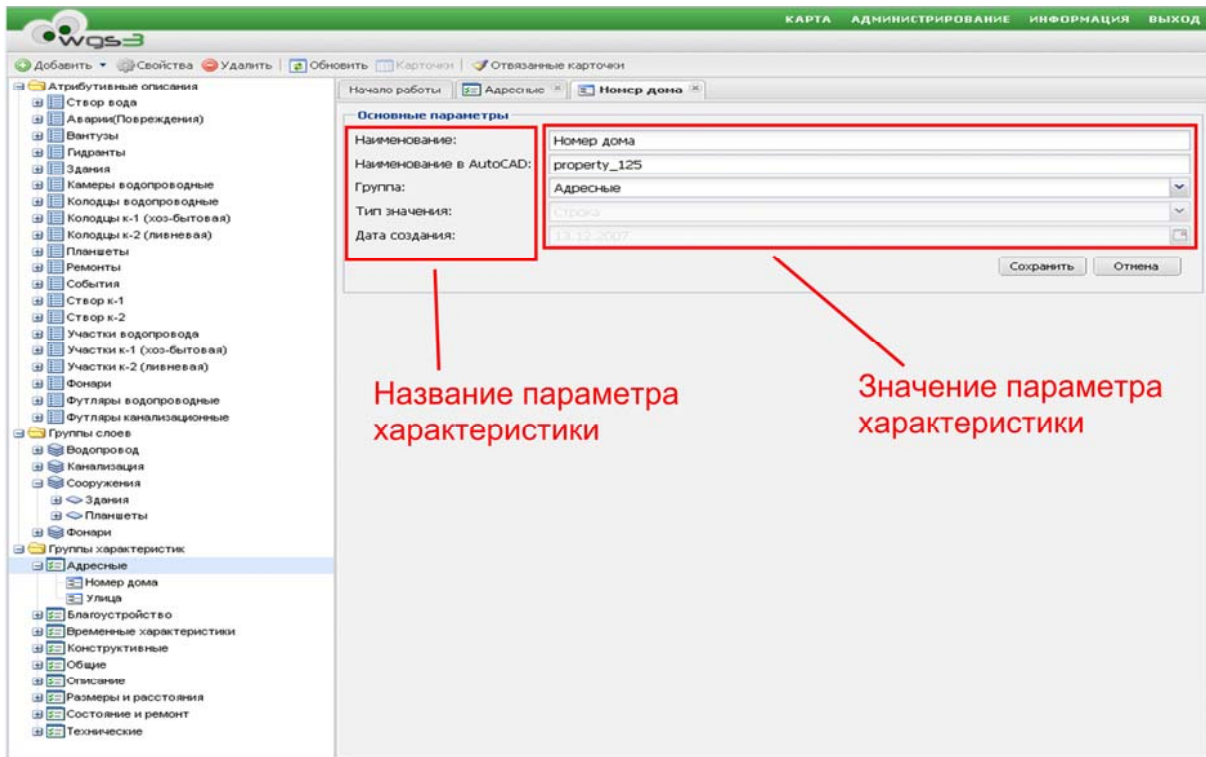 КАРТА АДМИНИСТРИРОВАНИЕ ИНФОРМАЦИЯ ВЫХОД
wgs-3
Добавить Свойства Удалить Обновить Карточки Отвязанные карточки
Атрибутивные описания
Створ вода
Аварии(Повреждения)
Вантузы
Гидранты
Здания
Камеры водопроводные
Колодцы водопроводные
Колодцы к-1 (хоз-бытовая)
Колодцы к-2 (ливневая)
Планшеты
Ремонты
События
Створ к-1
Створ к-2
Участки водопровода
Участки к-1 (хоз-бытовая)
Участки к-2 (ливневая)
Фонари
Футляры водопроводные
Футляры канализационные
Группы слоев
Водопровод
Канализация
Сооружения
Здания
Планшеты
Фонари
Группы характеристик
Адресные
Номер дома
Улица
Благоустройство
Временные характеристики
Конструктивные
Общие
Описание
Размеры и расстояния
Состояние и ремонт
Технические
Начало работы Адресные Номер дома
Основные параметры
Наименование: Номер дома
Наименование в AutoCAD: property_125
Группа: Адресные
Тип значения: Строка
Дата создания: 13.12.2007
Сохранить Отмена
Название параметра
характеристики
Значение параметра
характеристики